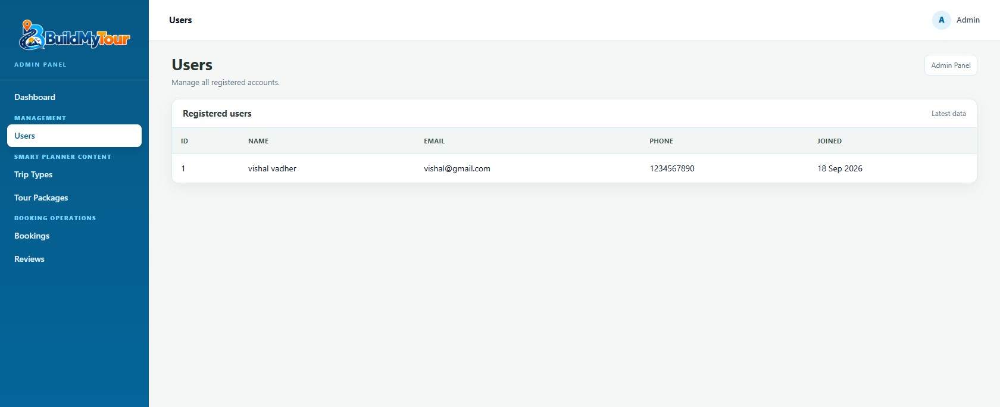 BuildMyTour
ADMIN PANEL
Dashboard
MANAGEMENT
Users
SMART PLANNER CONTENT
Trip Types
Tour Packages
BOOKING OPERATIONS
Bookings
Reviews
Users
A Admin
Users
Manage all registered accounts.
Admin Panel
Registered users Latest data
ID NAME EMAIL PHONE JOINED
1 vishal vadher vishal@gmail.com 1234567890 18 Sep 2026